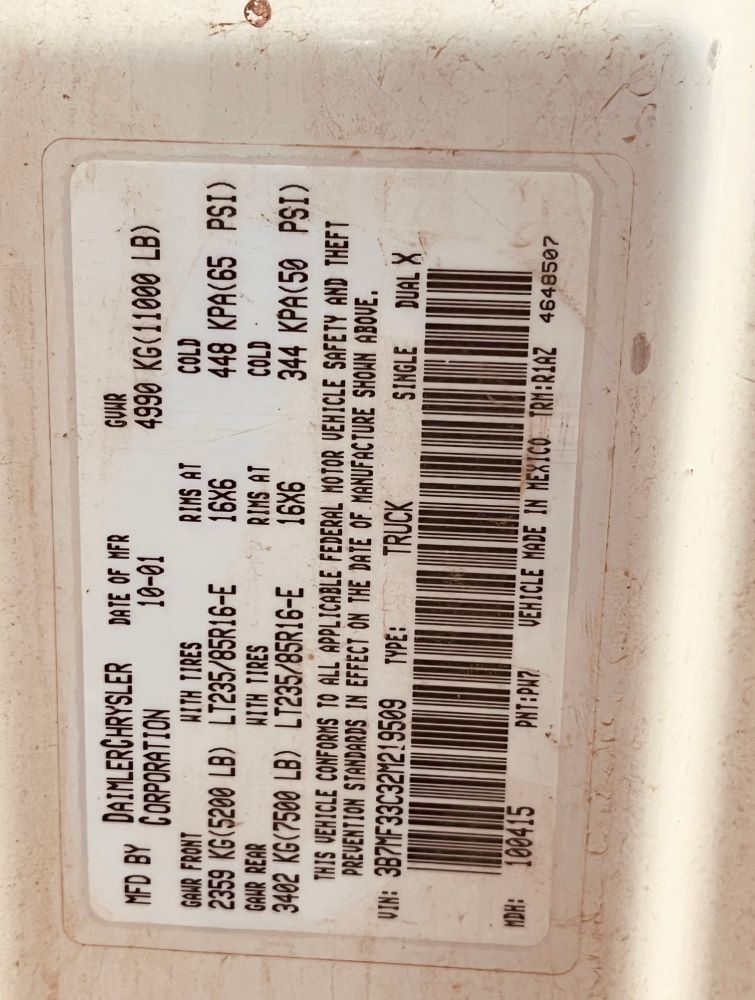 MFD BY DAIMLERCHRYSLER CORPORATION DATE OF MFR 10-01 GVWR 4990 KG(11000 LB)
GAWR FRONT WITH TIRES RIMS AT COLD
2359 KG(5200 LB) LT235/85R16-E 16X6 448 KPA(65 PSI)
GAWR REAR WITH TIRES RIMS AT COLD
3402 KG(7500 LB) LT235/85R16-E 16X6 344 KPA(50 PSI)
THIS VEHICLE CONFORMS TO ALL APPLICABLE FEDERAL MOTOR VEHICLE SAFETY AND THEFT
PREVENTION STANDARDS IN EFFECT ON THE DATE OF MANUFACTURE SHOWN ABOVE.
VIN: 3B7MF33C32M219509 TYPE: TRUCK SINGLE DUAL X
MDH: 100415 PNT:PW7 VEHICLE MADE IN MEXICO TRM:R1AZ 4648507